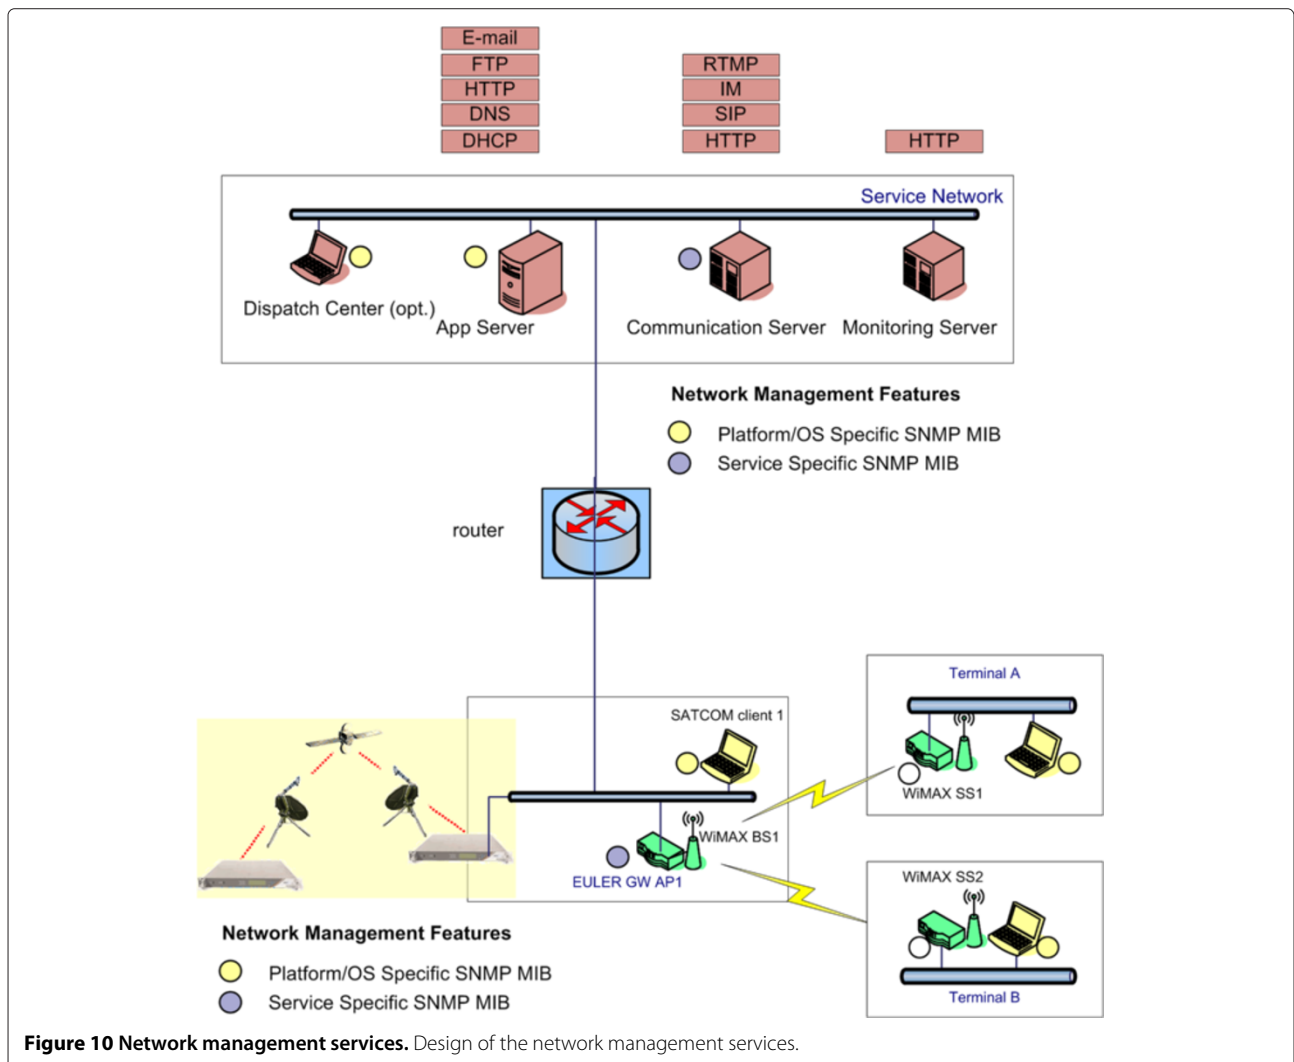 E-mail
FTP
HTTP
DNS
DHCP
RTMP
IM
SIP
HTTP
HTTP
Service Network
Dispatch Center (opt.)
App Server
Communication Server
Monitoring Server
Network Management Features
Platform/OS Specific SNMP MIB
Service Specific SNMP MIB
router
Terminal A
SATCOM client 1
WiMAX SS1
WiMAX BS1
EULER GW AP1
WiMAX SS2
Terminal B
Network Management Features
Platform/OS Specific SNMP MIB
Service Specific SNMP MIB
Figure 10 Network management services. Design of the network management services.